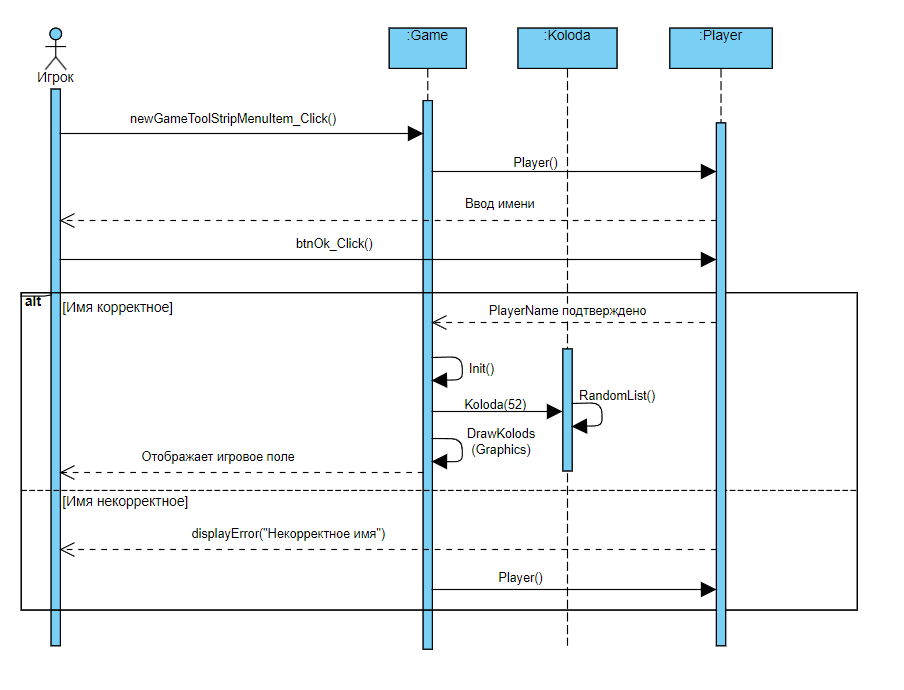 :Game
:Koloda
:Player
Игрок
newGameToolStripMenuItem_Click()
Player()
Ввод имени
btnOk_Click()
alt
[Имя корректное]
PlayerName подтверждено
Init()
RandomList()
Koloda(52)
DrawKolods
(Graphics)
Отображает игровое поле
[Имя некорректное]
displayError("Некорректное имя")
Player()